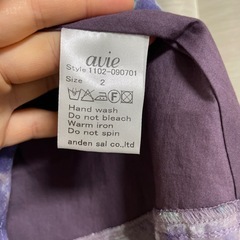 avie
Style 1102-090701
Size 2
Hand wash
Do not bleach
Warm iron
Do not spin
anden sal co.,ltd